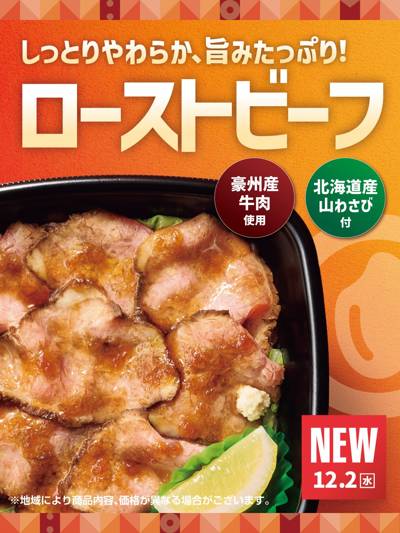 しっとりやわらか、旨みたっぷり!
ローストビーフ
豪州産
牛肉
使用
北海道産
山わさび
付
NEW
12.2 水
※地域により商品内容、価格が異なる場合がございます。